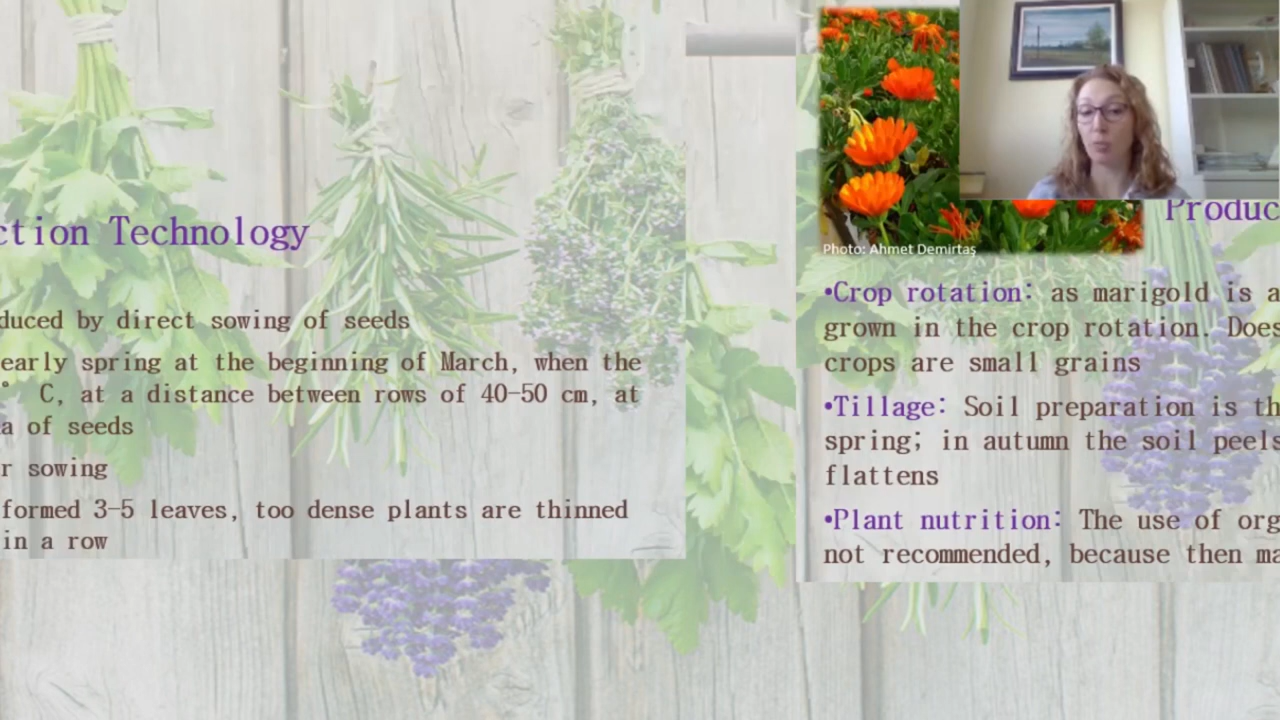 ction Technology
duced by direct sowing of seeds
early spring at the beginning of March, when the
° C, at a distance between rows of 40-50 cm, at
a of seeds
r sowing
formed 3-5 leaves, too dense plants are thinned
in a row
Photo: Ahmet Demirtaş
Produc
•Crop rotation: as marigold is a
grown in the crop rotation. Does
crops are small grains
•Tillage: Soil preparation is th
spring; in autumn the soil peels
flattens
•Plant nutrition: The use of org
not recommended, because then ma